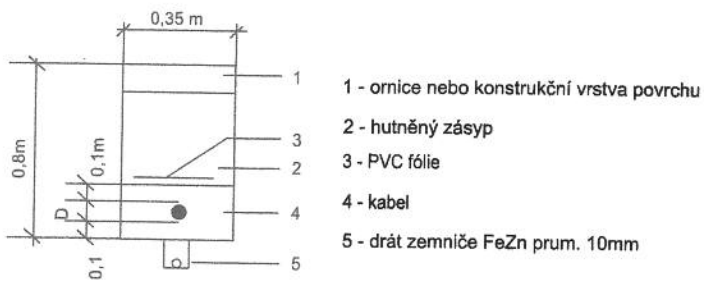 0,35 m
1
0,8m
0,1m
3
2
D
4
0,1
5
1 - ornice nebo konstrukční vrstva povrchu
2 - hutněný zásyp
3 - PVC fólie
4 - kabel
5 - drát zemniče FeZn prum. 10mm